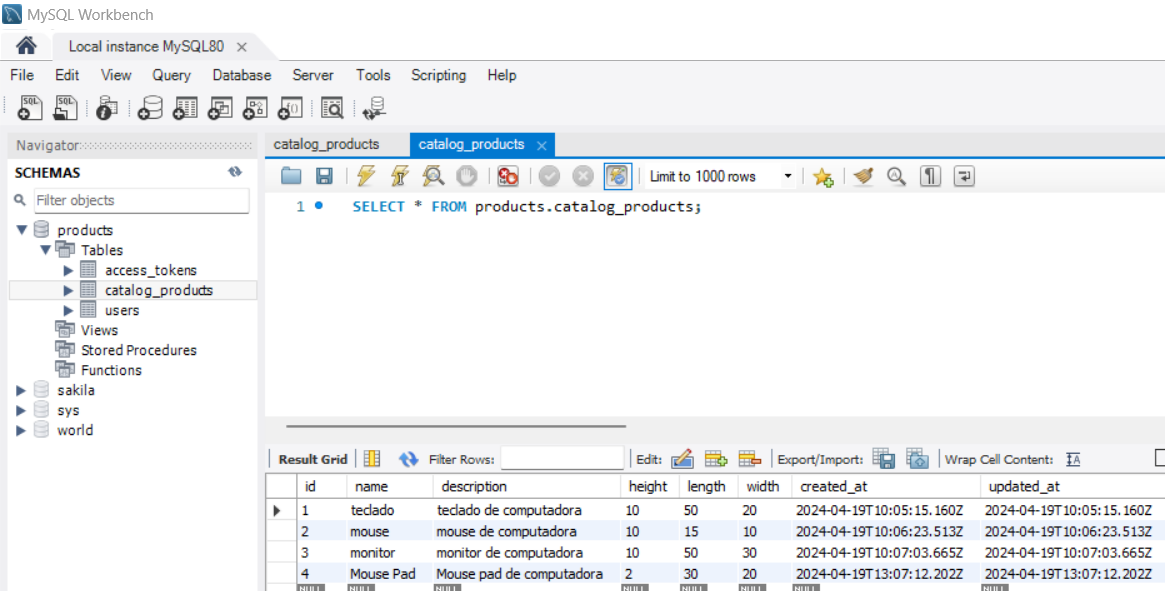 MySQL Workbench
Local instance MySQL80
File Edit View Query Database Server Tools Scripting Help
Navigator
SCHEMAS
Filter objects
products
Tables
access_tokens
catalog_products
users
Views
Stored Procedures
Functions
sakila
sys
world
catalog_products catalog_products
Limit to 1000 rows
1 SELECT * FROM products.catalog_products;
Result Grid Filter Rows: Edit: Export/Import: Wrap Cell Content:
id name description height length width created_at updated_at
1 teclado teclado de computadora 10 50 20 2024-04-19T10:05:15.160Z 2024-04-19T10:05:15.160Z
2 mouse mouse de computadora 10 15 10 2024-04-19T10:06:23.513Z 2024-04-19T10:06:23.513Z
3 monitor monitor de computadora 10 50 30 2024-04-19T10:07:03.665Z 2024-04-19T10:07:03.665Z
4 Mouse Pad Mouse pad de computadora 2 30 20 2024-04-19T13:07:12.202Z 2024-04-19T13:07:12.202Z
NULL NULL NULL NULL NULL NULL NULL NULL